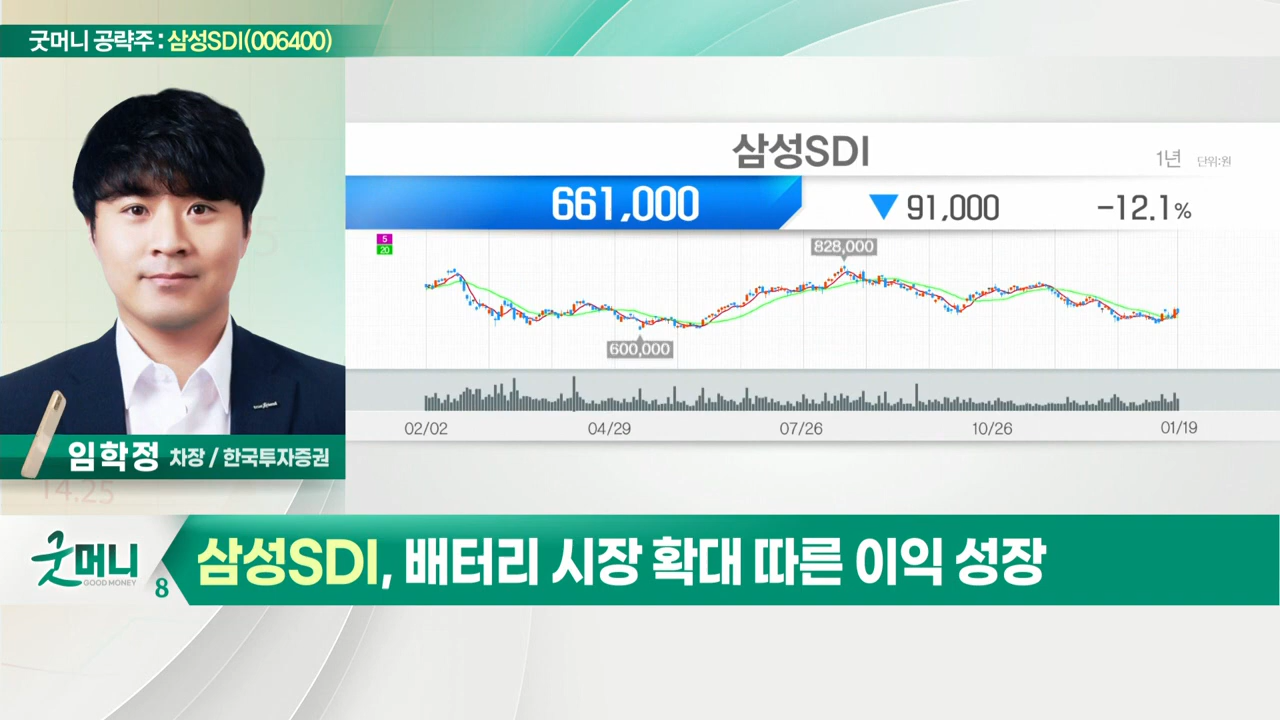 굿머니 공략주 : 삼성SDI(006400)
삼성SDI
1년 단위:원
661,000 ▼ 91,000 -12.1%
5
20
828,000
600,000
02/02 04/29 07/26 10/26 01/19
임학정 차장 / 한국투자증권
14.25
굿머니
GOOD MONEY
8
삼성SDI, 배터리 시장 확대 따른 이익 성장